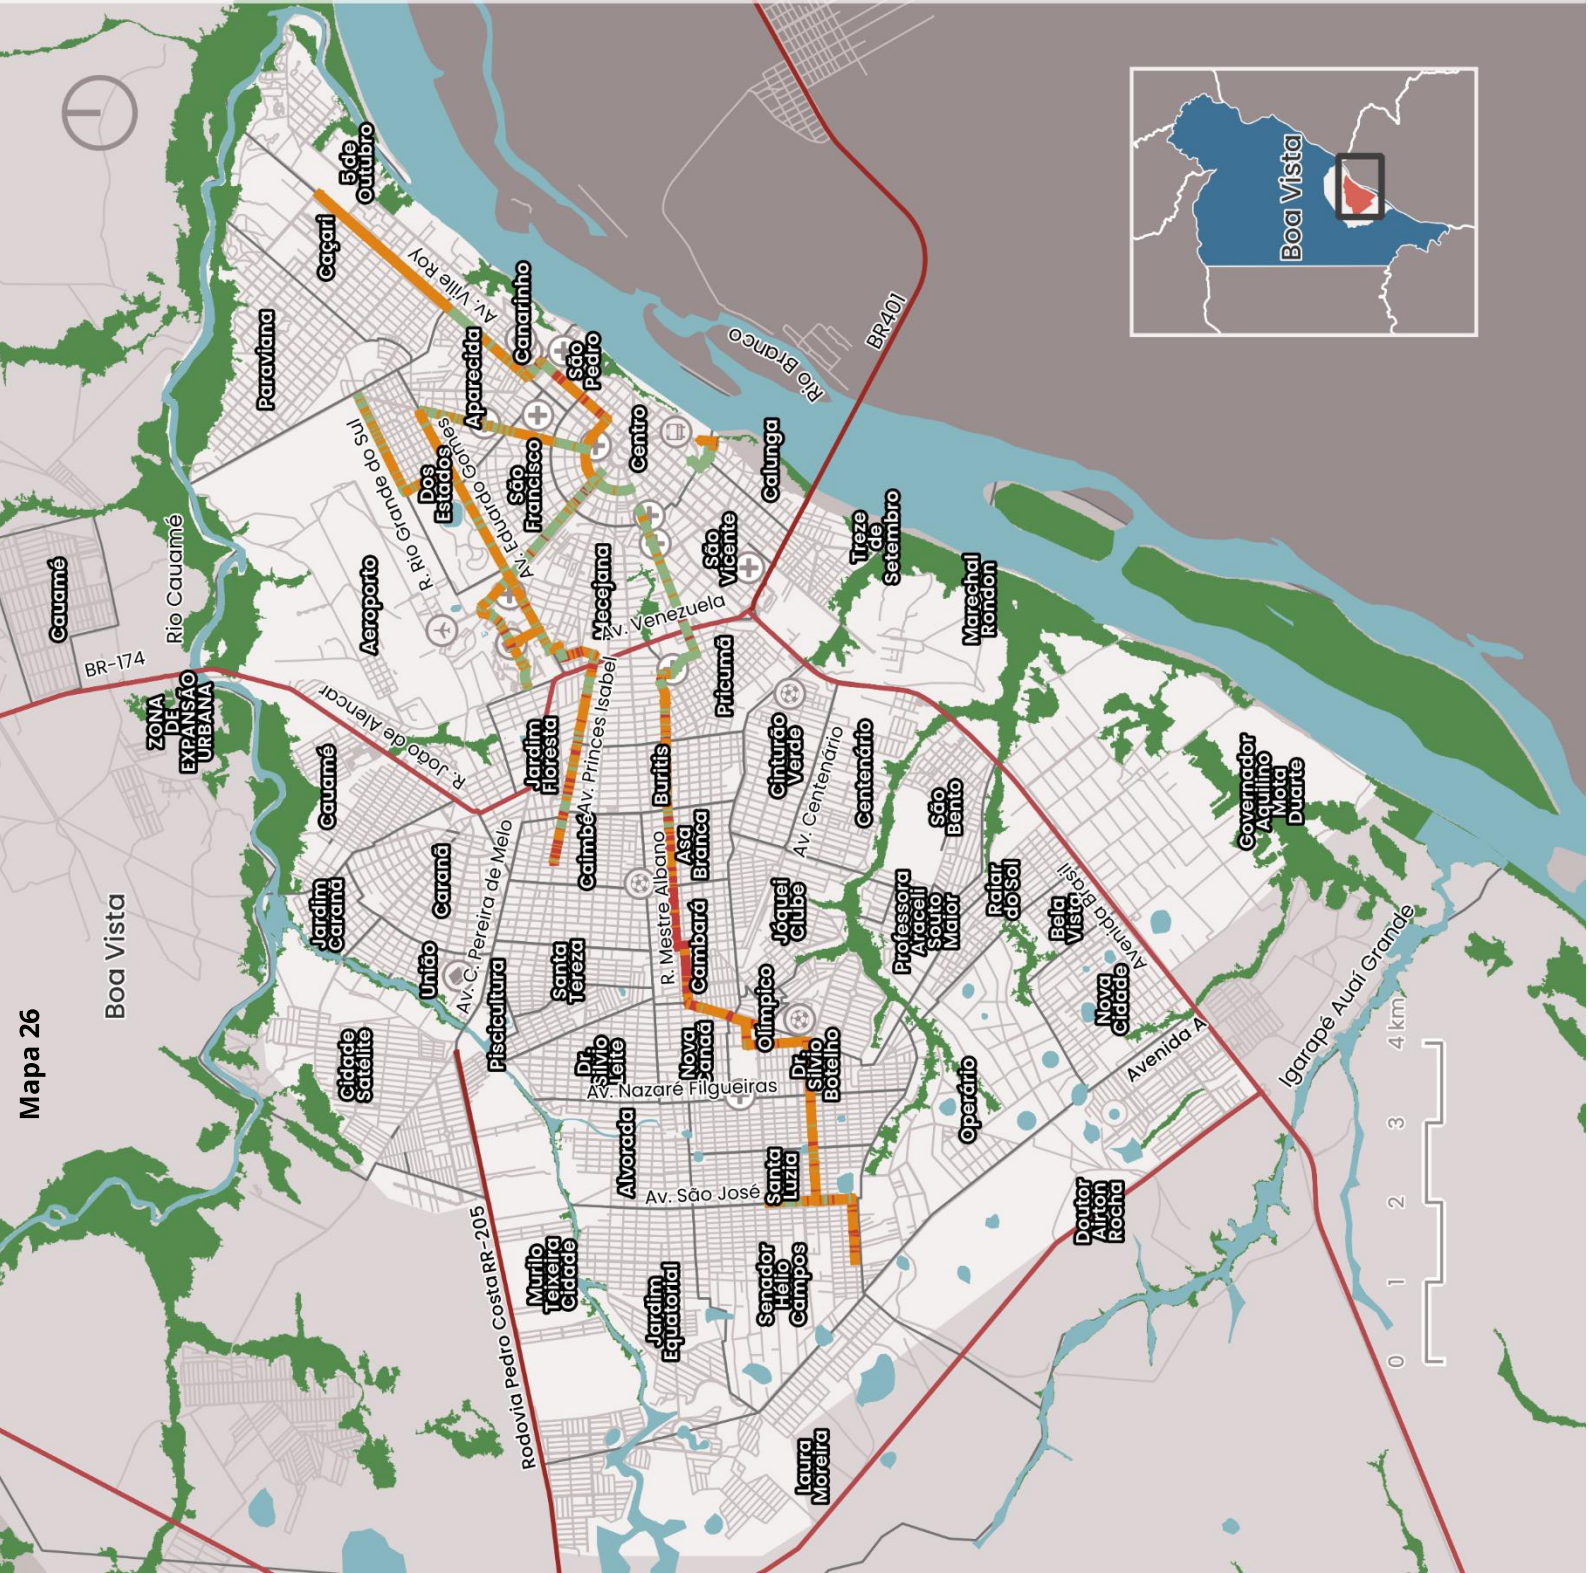 Mapa 26
Boa Vista
Cauamé
BR-174
Rio Cauamé
ZONA
DE
EXPANSÃO
URBANA
Cauamé
R. João de Alencar
Aeroporto
Paraviana
Caçari
5 de
Outubro
Av. Ville Roy
Canarinho
Aparecida
São
Pedro
R. Rio Grande do Sul
Dos
Estados
Av. Eduardo Gomes
São
Francisco
Centro
Calunga
Rio Branco
BR401
Boa Vista
Mecejana
Av. Venezuela
São
Vicente
Treze
de
Setembro
Marechal
Rondon
Pricumã
Jardim
Floresta
Av. Princes Isabel
Buritis
Cinturão
Verde
Av. Centenário
Centenário
São
Bento
Governador
Aquilino
Mota
Duarte
Jardim
Caranã
Caranã
Av. C. Pereira de Melo
Caimbé
Asa
Branca
R. Mestre Albano
União
Santa
Tereza
Cambará
Jóquei
Clube
Professora
Araceli
Souto
Maior
Raiar
do Sol
Bela
Vista
Avenida Brasil
Nova
Cidade
Avenida A
Igarapé Auaí Grande
Cidade
Satélite
Piscicultura
Dr.
Silvio
Leite
Nova
Canaã
Olímpico
Dr.
Silvio
Botelho
Av. Nazaré Filgueiras
Operário
Alvorada
Av. São José
Santa
Luzia
Doutor
Airton
Rocha
Rodovia Pedro Costa
RR-205
Murilo
Teixeira
Cidade
Jardim
Equatorial
Senador
Hélio
Campos
Laura
Moreira
0 1 2 3 4 km